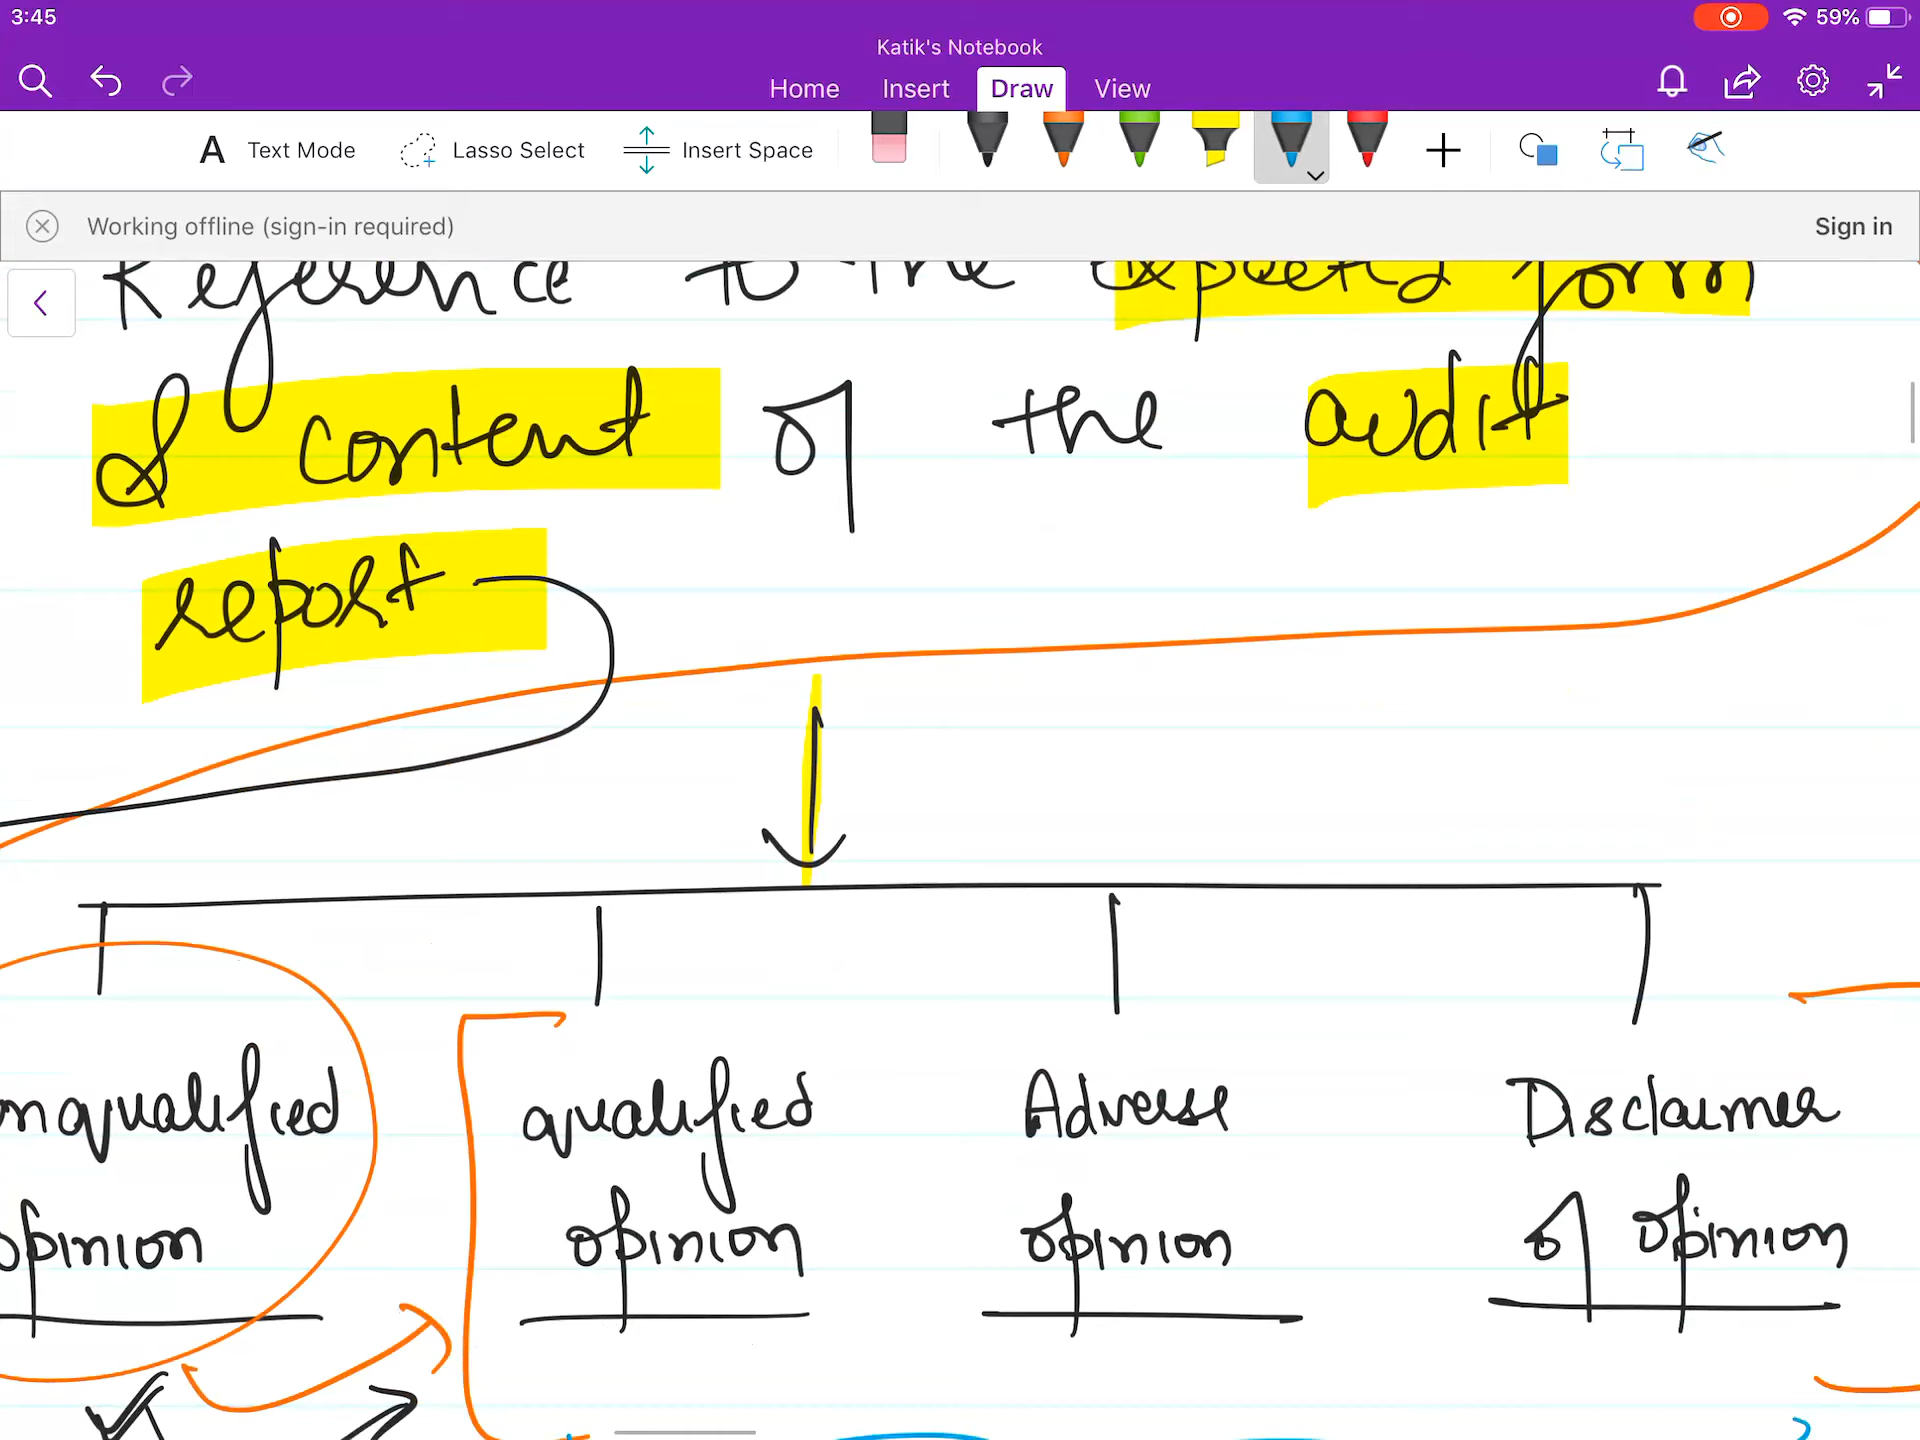 3:45
59%
Katik's Notebook
Home Insert Draw View
Text Mode Lasso Select Insert Space
Working offline (sign-in required) Sign in
Reference to the expected form
& content of the audit
report
nqualified qualified Adverse Disclaimer
opinion opinion opinion of opinion